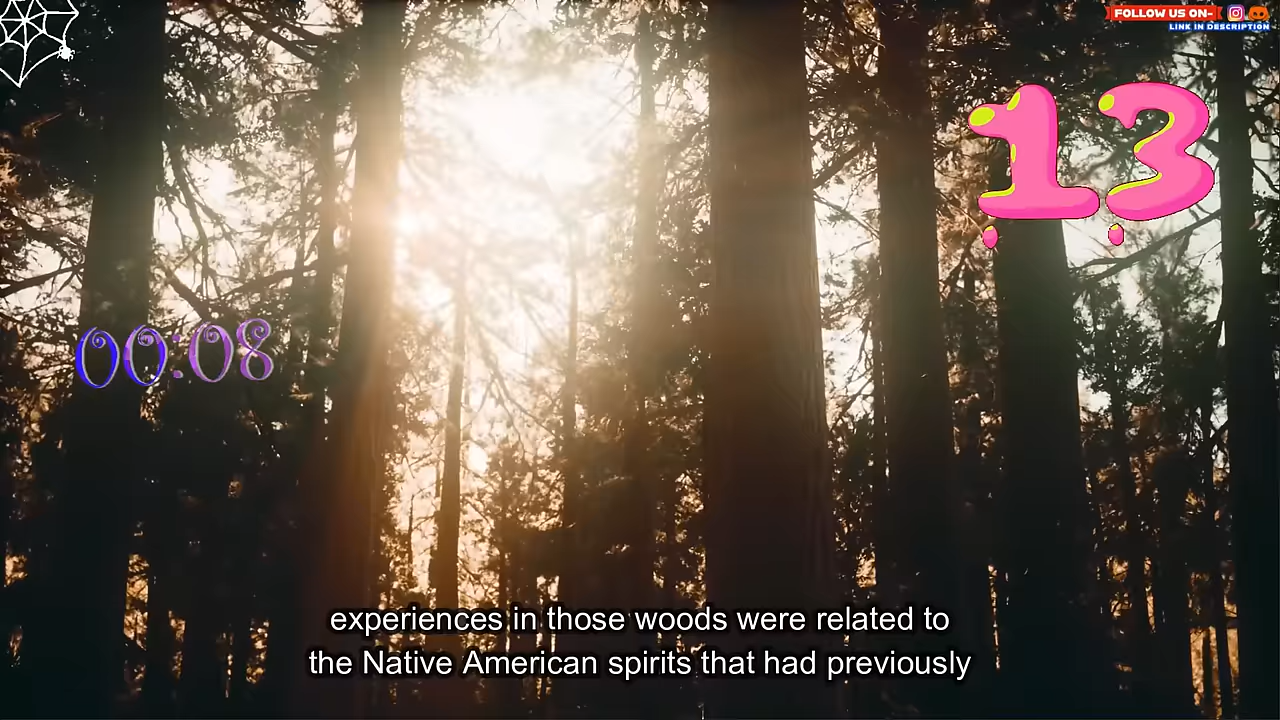 FOLLOW US ON-
LINK IN DESCRIPTION
13
00:08
experiences in those woods were related to
the Native American spirits that had previously